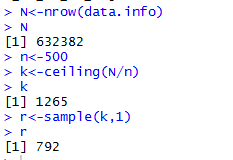 > N<-nrow(data.info)
> N
[1] 632382
> n<-500
> k<-ceiling(N/n)
> k
[1] 1265
> r<-sample(k,1)
> r
[1] 792